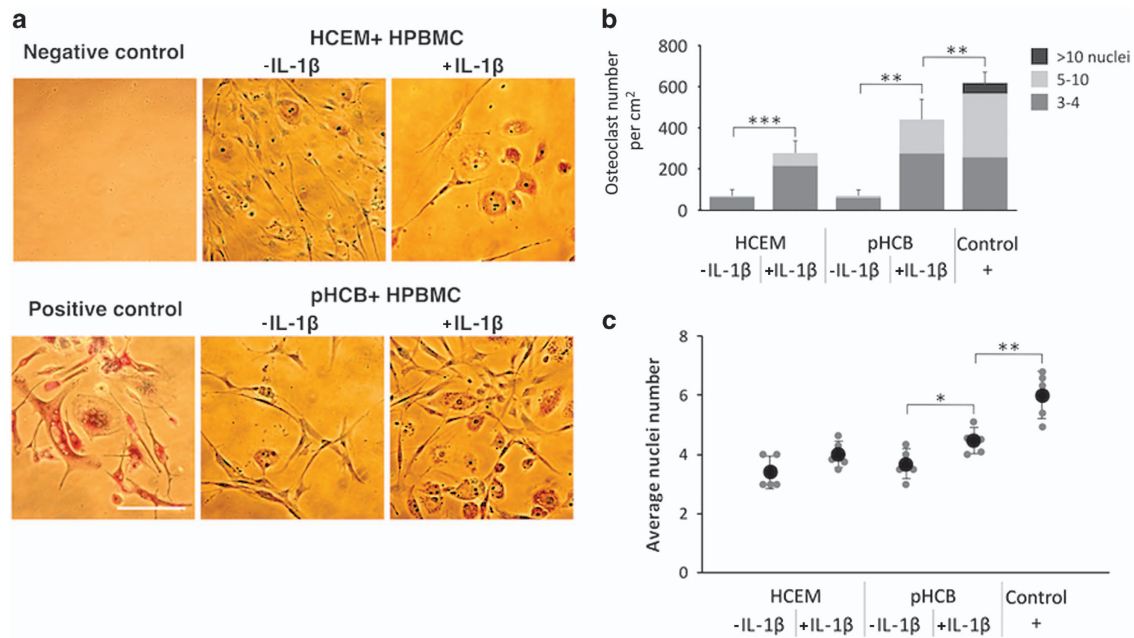 a
Negative control
HCEM+ HPBMC
-IL-1β
+IL-1β
Positive control
pHCB+ HPBMC
-IL-1β
+IL-1β
b
Osteoclast number
per cm²
800
600
400
200
0
***
**
**
>10 nuclei
5-10
3-4
HCEM
pHCB
Control
-IL-1β
+IL-1β
-IL-1β
+IL-1β
+
c
Average nuclei number
8
6
4
2
0
*
**
HCEM
pHCB
Control
-IL-1β
+IL-1β
-IL-1β
+IL-1β
+